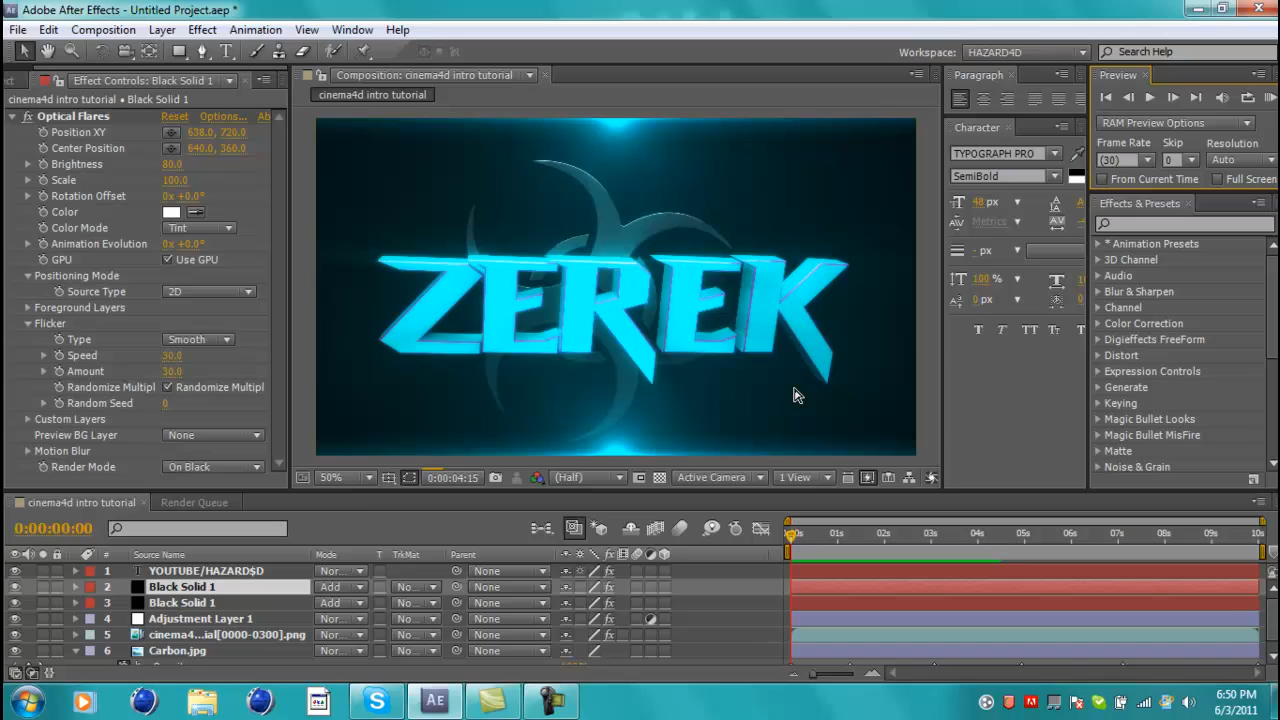 Adobe After Effects - Untitled Project.aep *
File Edit Composition Layer Effect Animation View Window Help
Workspace: HAZARD4D Search Help
Effect Controls: Black Solid 1
Composition: cinema4d intro tutorial
Paragraph
Preview
cinema4d intro tutorial • Black Solid 1
cinema4d intro tutorial
Optical Flares Reset Options... Ab
Position XY 638.0, 720.0
Center Position 640.0, 360.0
Brightness 80.0
Scale 100.0
Rotation Offset 0x +0.0°
Color
Color Mode Tint
Animation Evolution 0x +0.0°
GPU Use GPU
Positioning Mode
Source Type 2D
Foreground Layers
Flicker
Type Smooth
Speed 30.0
Amount 30.0
Randomize Multipl Randomize Multipl
Random Seed 0
Custom Layers
Preview BG Layer None
Motion Blur
Render Mode On Black
ZEREK
50% 0:00:04:15 (Half) Active Camera 1 View
Character
TYPOGRAPH PRO
SemiBold
48 px
Metrics
- px
100 %
0 px
T T TT Tт
RAM Preview Options
Frame Rate Skip Resolution
(30) 0 Auto
From Current Time Full Screen
Effects & Presets
* Animation Presets
3D Channel
Audio
Blur & Sharpen
Channel
Color Correction
Digieffects FreeForm
Distort
Expression Controls
Generate
Keying
Magic Bullet Looks
Magic Bullet MisFire
Matte
Noise & Grain
cinema4d intro tutorial Render Queue
0:00:00:00
01s 02s 03s 04s 05s 06s 07s 08s 09s 10s
# Source Name Mode T TrkMat Parent
1 T YOUTUBE/HAZARD$D Nor... None
2 Black Solid 1 Add No... None
3 Black Solid 1 Add No... None
4 Adjustment Layer 1 Nor... No... None
5 cinema4...ial[0000-0300].png Nor... No... None
6 Carbon.jpg Nor... No... None
6:50 PM
6/3/2011